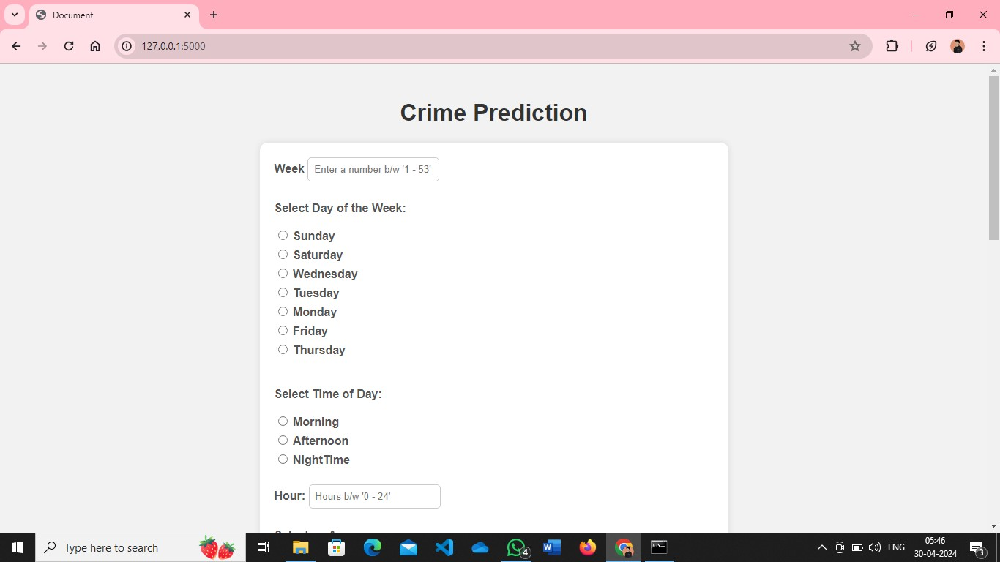 Document
127.0.0.1:5000
Crime Prediction
Week Enter a number b/w '1 - 53'
Select Day of the Week:
Sunday
Saturday
Wednesday
Tuesday
Monday
Friday
Thursday
Select Time of Day:
Morning
Afternoon
NightTime
Hour: Hours b/w '0 - 24'
Type here to search
4
ENG
05:46
30-04-2024
3